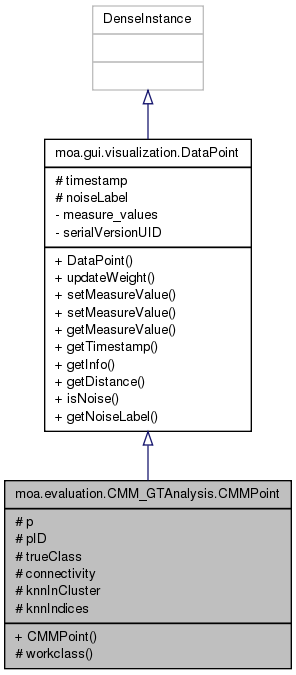 DenseInstance
moa.gui.visualization.DataPoint
# timestamp
# noiseLabel
- measure_values
- serialVersionUID
+ DataPoint()
+ updateWeight()
+ setMeasureValue()
+ setMeasureValue()
+ getMeasureValue()
+ getTimestamp()
+ getInfo()
+ getDistance()
+ isNoise()
+ getNoiseLabel()
moa.evaluation.CMM_GTAnalysis.CMMPoint
# p
# pID
# trueClass
# connectivity
# knnInCluster
# knnIndices
+ CMMPoint()
# workclass()